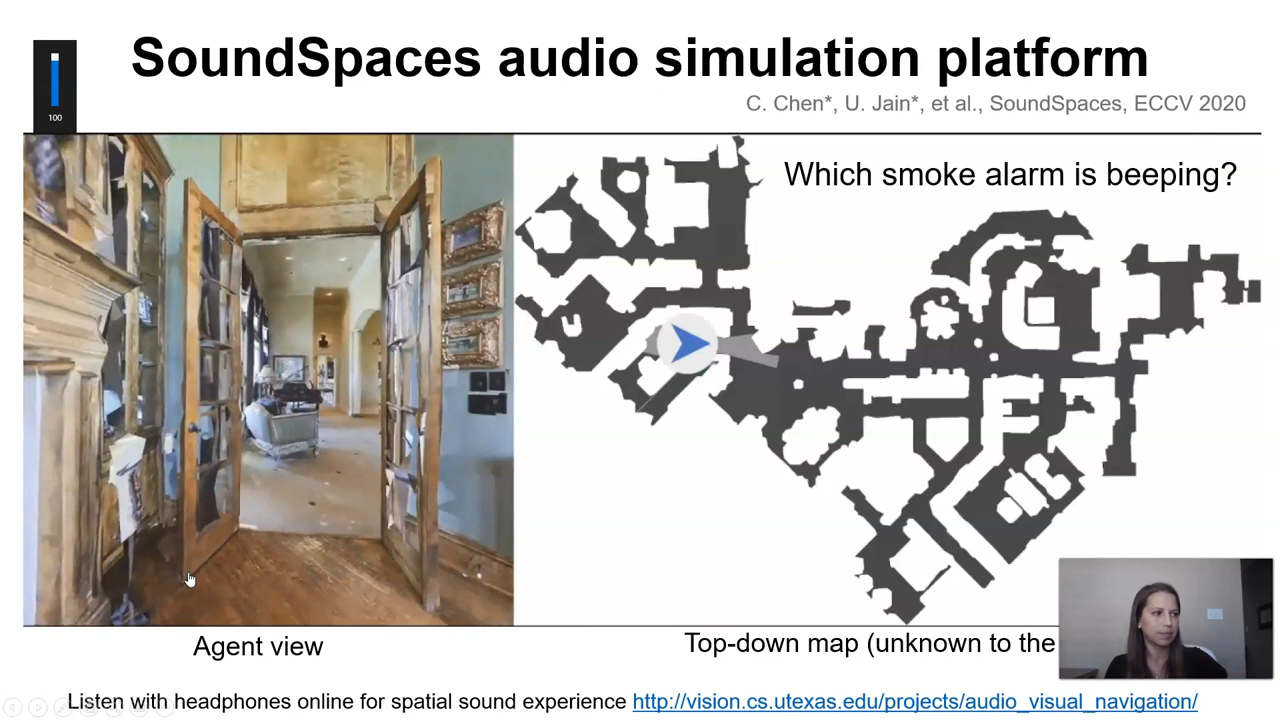 SoundSpaces audio simulation platform
100
C. Chen*, U. Jain*, et al., SoundSpaces, ECCV 2020
Which smoke alarm is beeping?
Agent view
Top-down map (unknown to the
Listen with headphones online for spatial sound experience http://vision.cs.utexas.edu/projects/audio_visual_navigation/